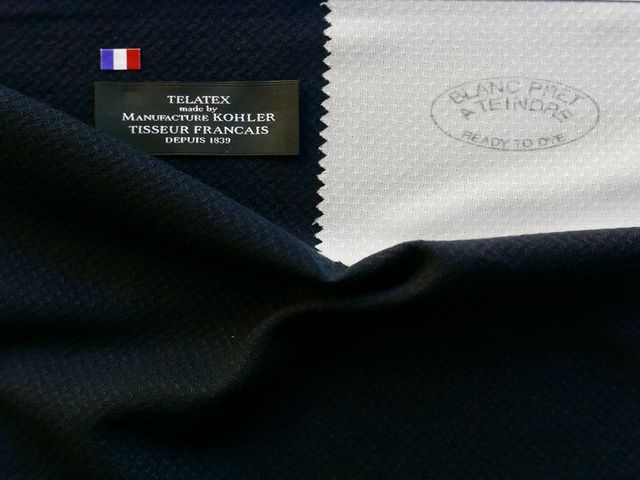 TELATEX
made by
MANUFACTURE KOHLER
TISSEUR FRANCAIS
DEPUIS 1839
BLANC PRET
A TEINDRE
READY TO DYE